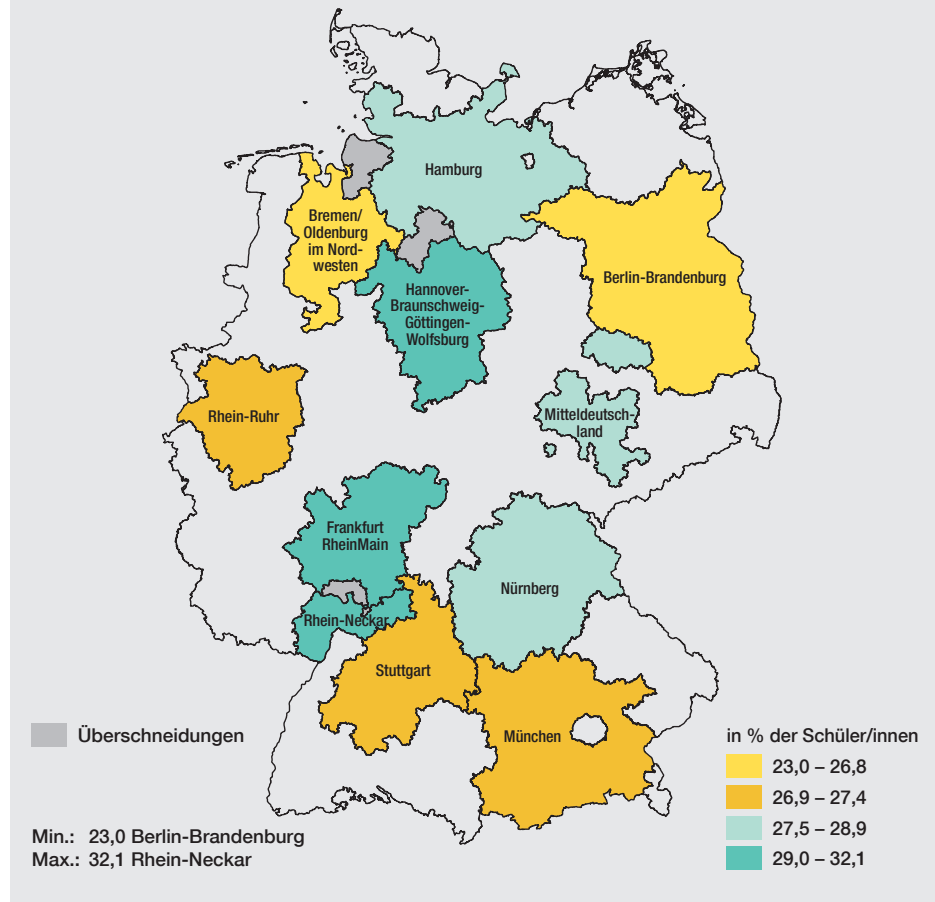 Hamburg
Bremen/
Oldenburg
im Nord-
westen
Berlin-Brandenburg
Hannover-
Braunschweig-
Göttingen-
Wolfsburg
Rhein-Ruhr
Mitteldeutsch-
land
Frankfurt
RheinMain
Nürnberg
Rhein-Neckar
Stuttgart
München
Überschneidungen
in % der Schüler/innen
23,0 – 26,8
26,9 – 27,4
27,5 – 28,9
29,0 – 32,1
Min.: 23,0 Berlin-Brandenburg
Max.: 32,1 Rhein-Neckar